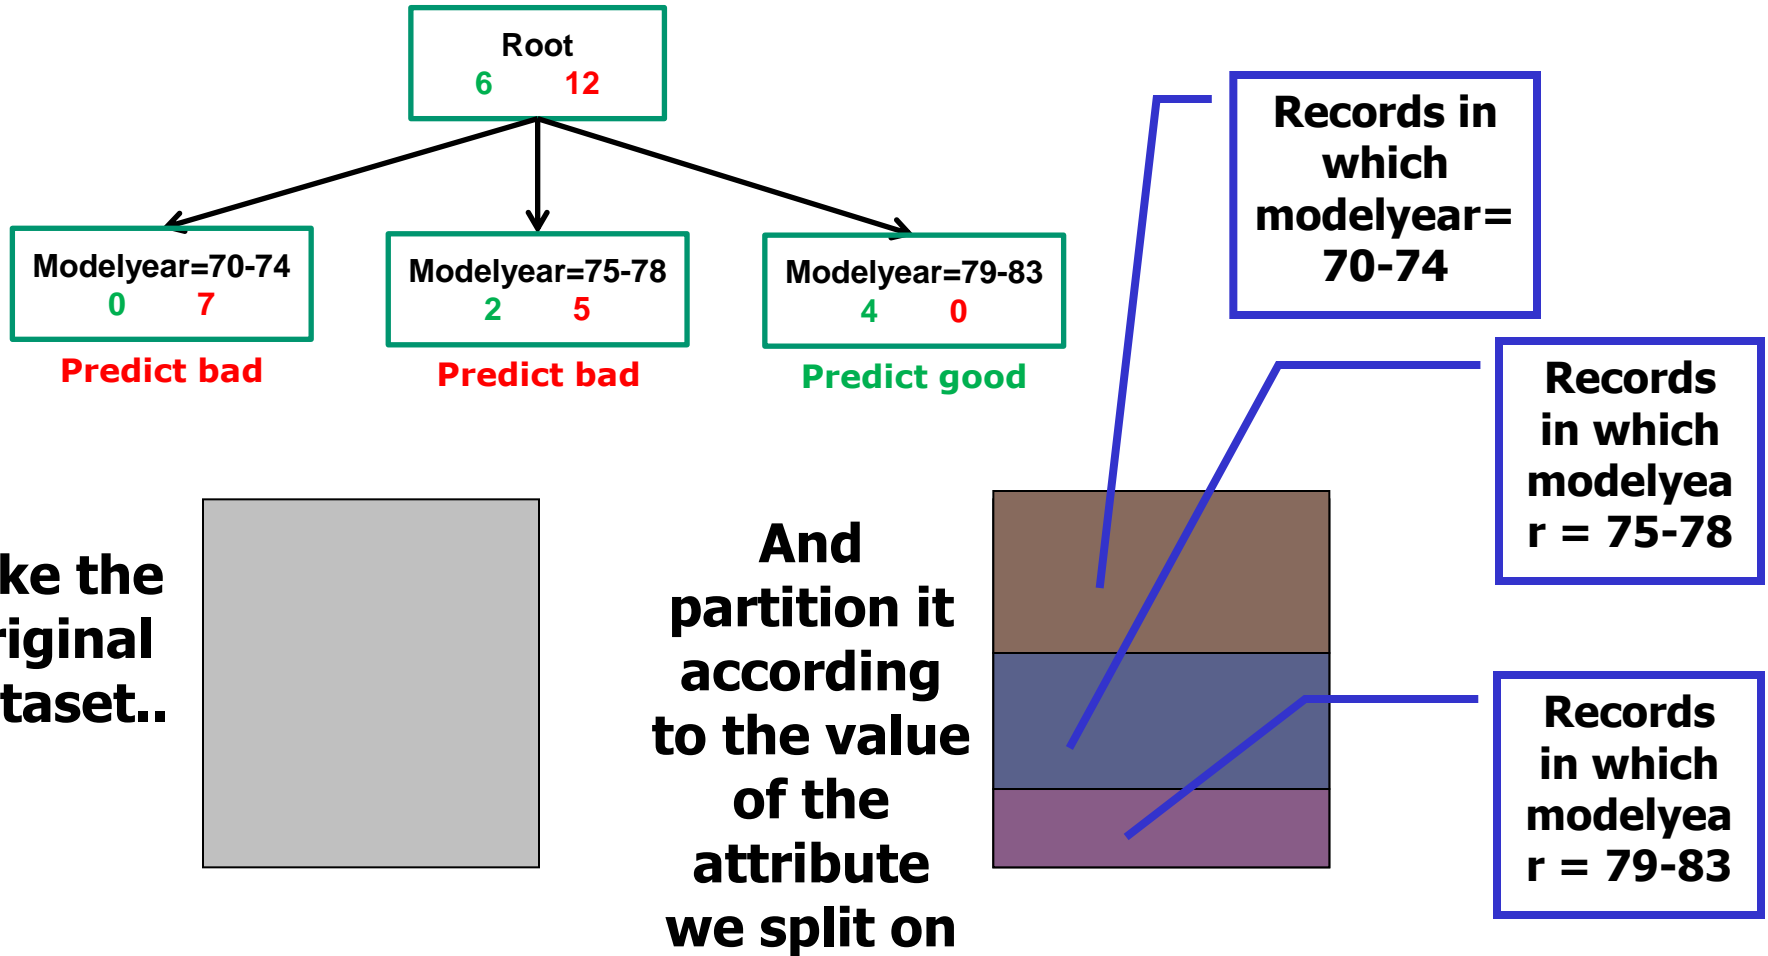 Root
6 12
Modelyear=70-74
0 7
Predict bad
Modelyear=75-78
2 5
Predict bad
Modelyear=79-83
4 0
Predict good
Records in
which
modelyear=
70-74
Records
in which
modelyea
r = 75-78
Records
in which
modelyea
r = 79-83
ke the
riginal
taset..
And
partition it
according
to the value
of the
attribute
we split on